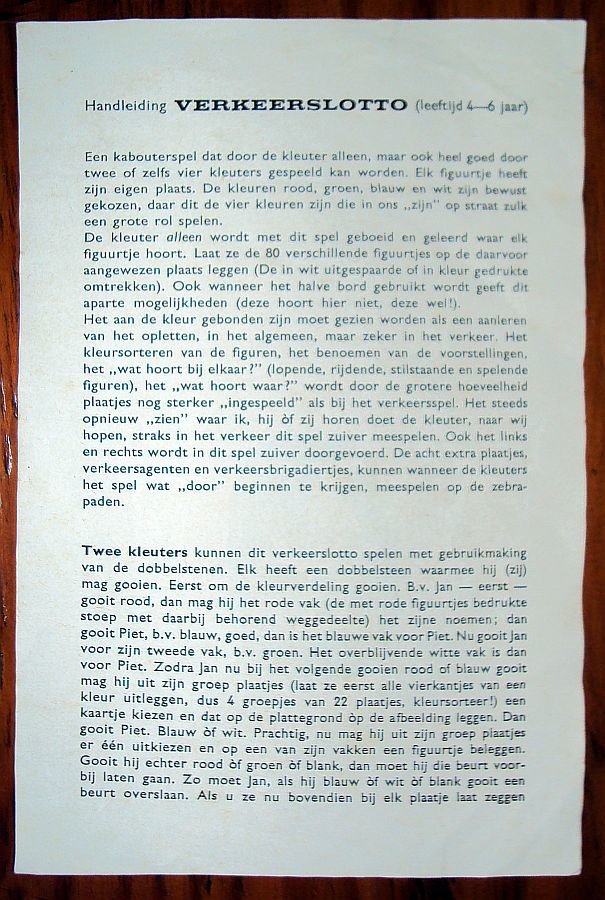 Handleiding VERKEERSLOTTO (leeftijd 4—6 jaar)
Een kabouterspel dat door de kleuter alleen, maar ook heel goed door
twee of zelfs vier kleuters gespeeld kan worden. Elk figuurtje heeft
zijn eigen plaats. De kleuren rood, groen, blauw en wit zijn bewust
gekozen, daar dit de vier kleuren zijn die in ons „zijn" op straat zulk
een grote rol spelen.
De kleuter alleen wordt met dit spel geboeid en geleerd waar elk
figuurtje hoort. Laat ze de 80 verschillende figuurtjes op de daarvoor
aangewezen plaats leggen (De in wit uitgespaarde of in kleur gedrukte
omtrekken). Ook wanneer het halve bord gebruikt wordt geeft dit
aparte mogelijkheden (deze hoort hier niet, deze wel!).
Het aan de kleur gebonden zijn moet gezien worden als een aanleren
van het opletten, in het algemeen, maar zeker in het verkeer. Het
kleursorteren van de figuren, het benoemen van de voorstellingen,
het „wat hoort bij elkaar?" (lopende, rijdende, stilstaande en spelende
figuren), het „wat hoort waar?" wordt door de grotere hoeveelheid
plaatjes nog sterker „ingespeeld" als bij het verkeersspel. Het steeds
opnieuw „zien" waar ik, hij òf zij horen doet de kleuter, naar wij
hopen, straks in het verkeer dit spel zuiver meespelen. Ook het links
en rechts wordt in dit spel zuiver doorgevoerd. De acht extra plaatjes,
verkeersagenten en verkeersbrigadiertjes, kunnen wanneer de kleuters
het spel wat „door" beginnen te krijgen, meespelen op de zebra-
paden.
Twee kleuters kunnen dit verkeerslotto spelen met gebruikmaking
van de dobbelstenen. Elk heeft een dobbelsteen waarmee hij (zij)
mag gooien. Eerst om de kleurverdeling gooien. B.v. Jan — eerst —
gooit rood, dan mag hij het rode vak (de met rode figuurtjes bedrukte
stoep met daarbij behorend weggedeelte) het zijne noemen; dan
gooit Piet, b.v. blauw, goed, dan is het blauwe vak voor Piet. Nu gooit Jan
voor zijn tweede vak, b.v. groen. Het overblijvende witte vak is dan
voor Piet. Zodra Jan nu bij het volgende gooien rood of blauw gooit
mag hij uit zijn groep plaatjes (laat ze eerst alle vierkantjes van een
kleur uitleggen, dus 4 groepjes van 22 plaatjes, kleursorteer!) een
kaartje kiezen en dat op de plattegrond òp de afbeelding leggen. Dan
gooit Piet. Blauw òf wit. Prachtig, nu mag hij uit zijn groep plaatjes
er één uitkiezen en op een van zijn vakken een figuurtje beleggen.
Gooit hij echter rood òf groen òf blank, dan moet hij die beurt voor-
bij laten gaan. Zo moet Jan, als hij blauw òf wit òf blank gooit een
beurt overslaan. Als u ze nu bovendien bij elk plaatje laat zeggen